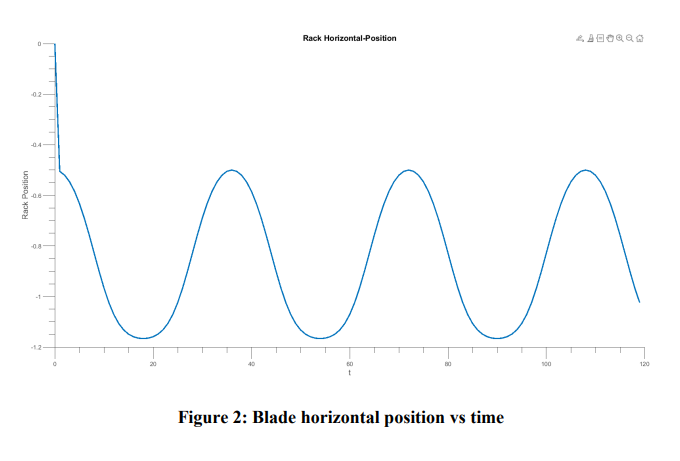 Rack Horizontal-Position
0
-0.2
-0.4
-0.6
-0.8
-1
-1.2
Rack Position
0 20 40 60 80 100 120
t
Figure 2: Blade horizontal position vs time